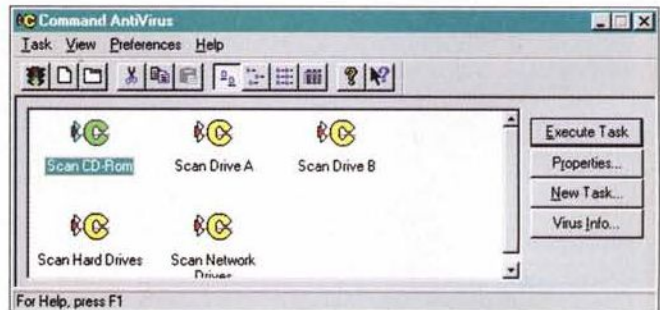 Command AntiVirus
Task View Preferences Help
Scan CD-Rom Scan Drive A Scan Drive B
Scan Hard Drives Scan Network
Drives
Execute Task
Properties...
New Task...
Virus Info...
For Help, press F1